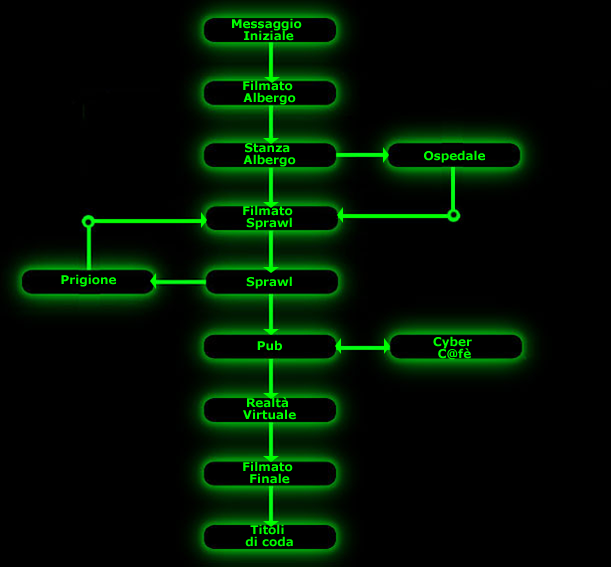 Messaggio
Iniziale
Filmato
Albergo
Stanza
Albergo
Ospedale
Filmato
Sprawl
Prigione
Sprawl
Pub
Cyber
C@fè
Realtà
Virtuale
Filmato
Finale
Titoli
di coda